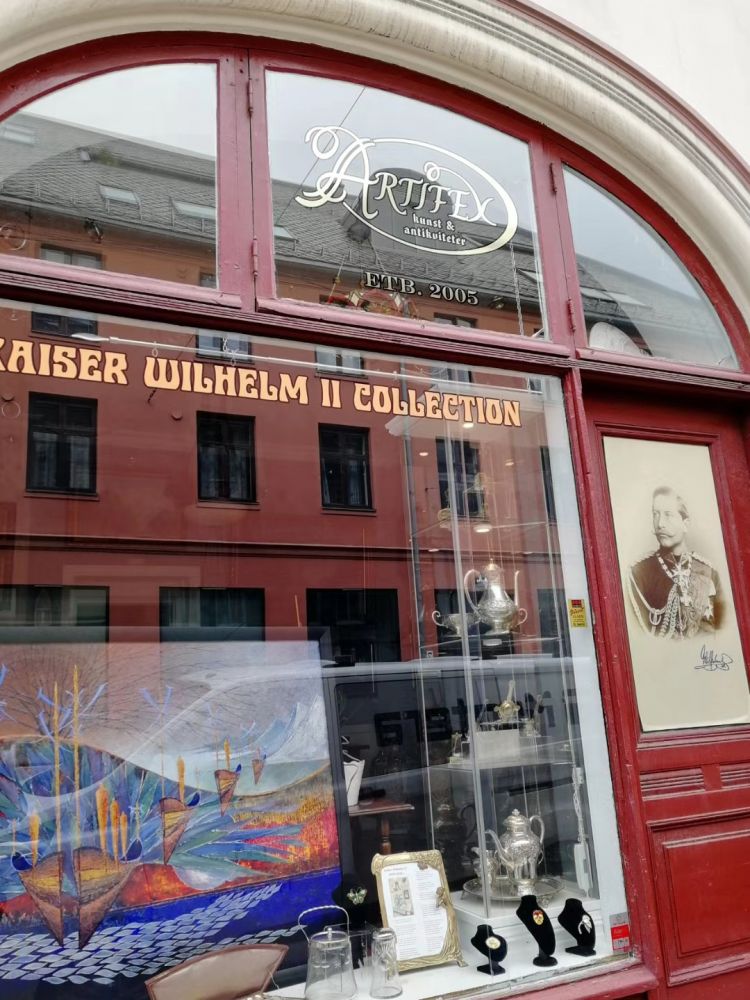 ARTIFEX
kunst &
antikviteter
ETB. 2005
KAISER WILHELM II COLLECTION